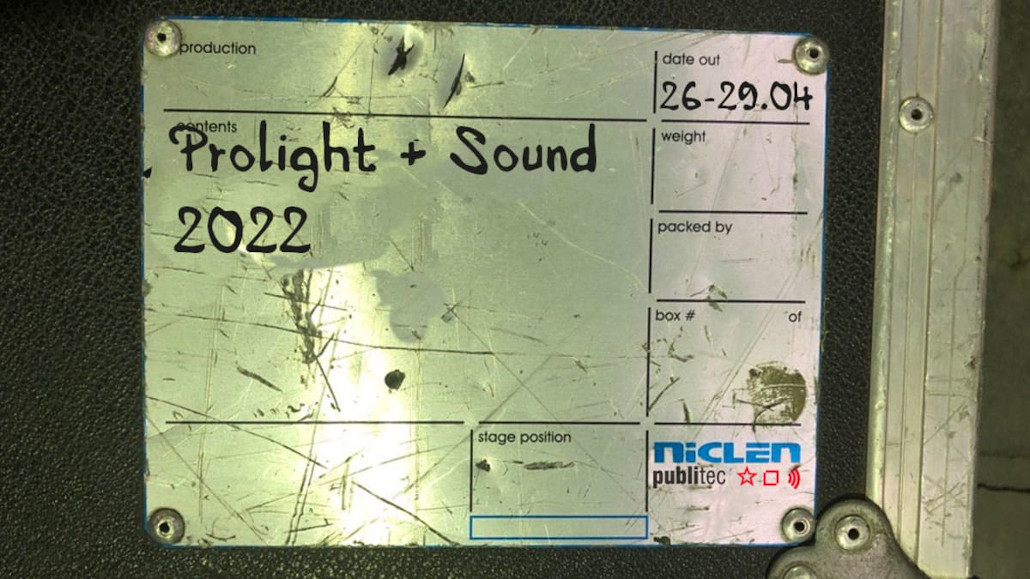 production
date out
26-29.04
contents
Prolight + Sound
2022
weight
packed by
box # of
stage position
NICLEN
publitec